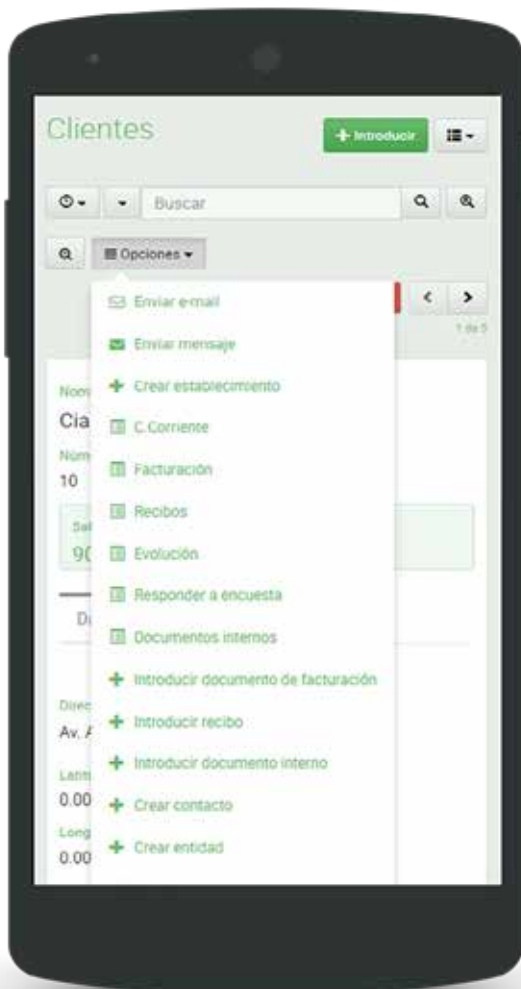 Clientes
+ Introducir
Buscar
Opciones
Enviar e-mail
1 de 5
Enviar mensaje
Crear establecimiento
Cia
C.Corriente
10
Facturación
Recibos
90
Evolución
Responder a encuesta
Documentos internos
Introducir documento de facturación
Av. A
Introducir recibo
Introducir documento interno
0.00
Crear contacto
0.00
Crear entidad